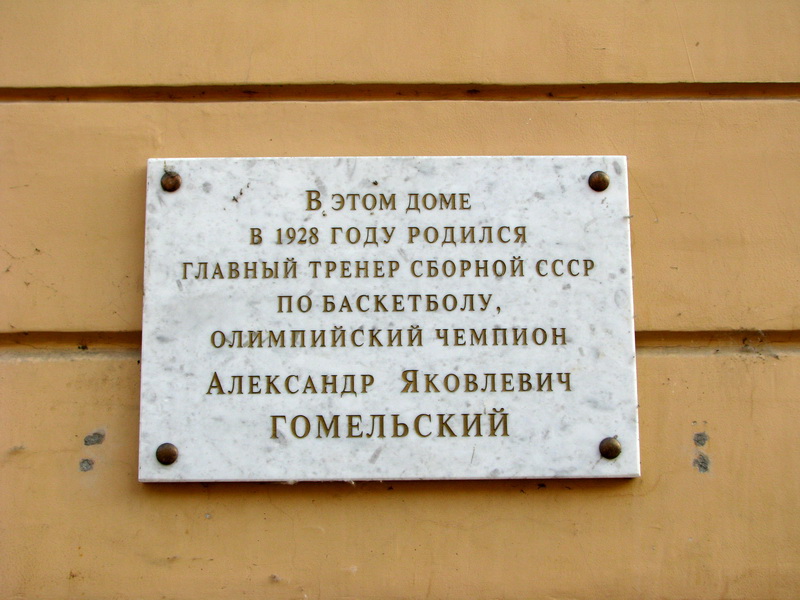 В ЭТОМ ДОМЕ
В 1928 ГОДУ РОДИЛСЯ
ГЛАВНЫЙ ТРЕНЕР СБОРНОЙ СССР
ПО БАСКЕТБОЛУ,
ОЛИМПИЙСКИЙ ЧЕМПИОН
АЛЕКСАНДР ЯКОВЛЕВИЧ
ГОМЕЛЬСКИЙ